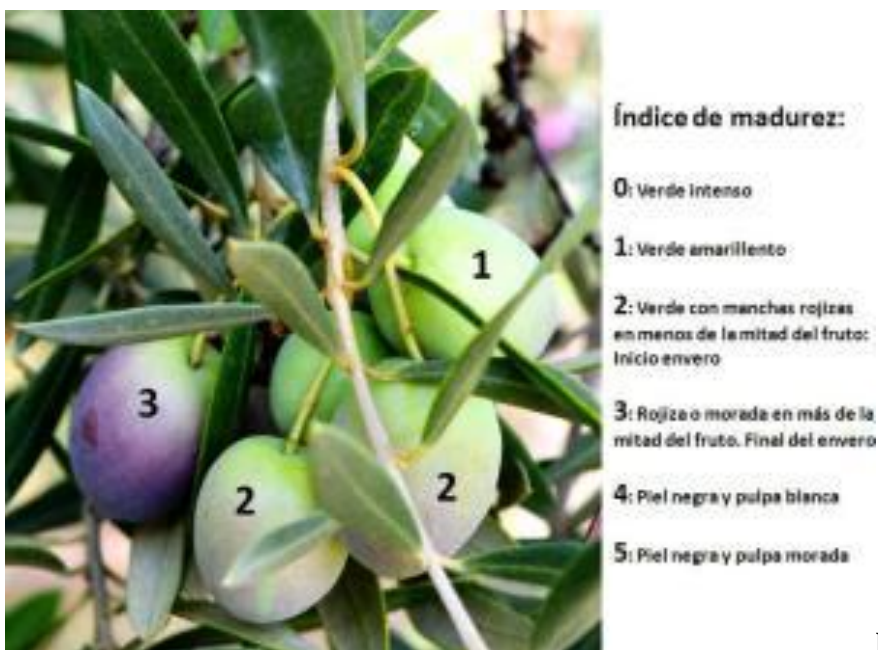 1
3
2
2
Índice de madurez:
0: Verde intenso
1: Verde amarillento
2: Verde con manchas rojizas
en menos de la mitad del fruto:
Inicio envero
3: Rojiza o morada en más de la
mitad del fruto. Final del envero
4: Piel negra y pulpa blanca
5: Piel negra y pulpa morada